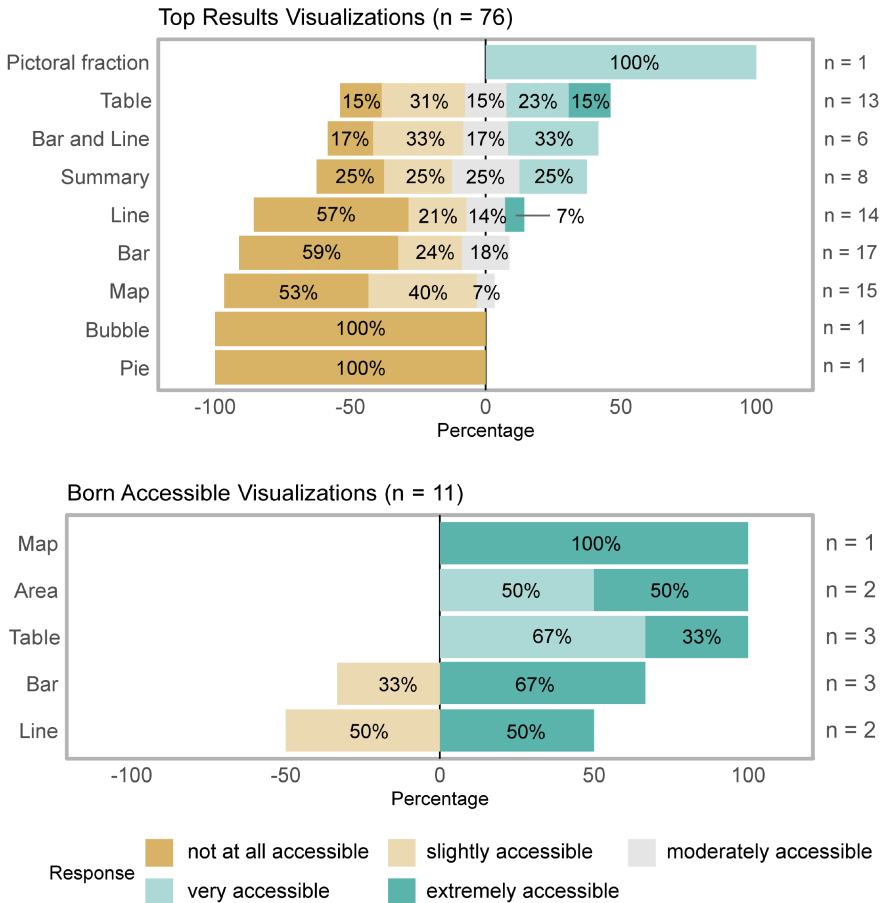 Top Results Visualizations (n = 76)
Pictoral fraction 100% n = 1
Table 15% 31% 15% 23% 15% n = 13
Bar and Line 17% 33% 17% 33% n = 6
Summary 25% 25% 25% 25% n = 8
Line 57% 21% 14% 7% n = 14
Bar 59% 24% 18% n = 17
Map 53% 40% 7% n = 15
Bubble 100% n = 1
Pie 100% n = 1
-100 -50 0 50 100
Percentage
Born Accessible Visualizations (n = 11)
Map 100% n = 1
Area 50% 50% n = 2
Table 67% 33% n = 3
Bar 33% 67% n = 3
Line 50% 50% n = 2
-100 -50 0 50 100
Percentage
Response
not at all accessible slightly accessible moderately accessible
very accessible extremely accessible